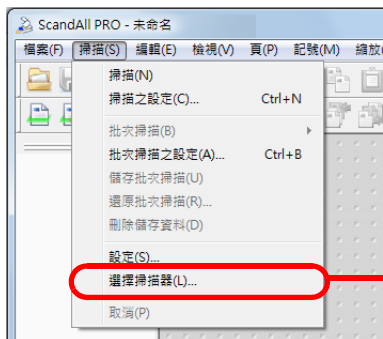 ScandAll PRO - 未命名
檔案(F) 掃描(S) 編輯(E) 檢視(V) 頁(P) 記號(M) 縮放(
掃描(N)
掃描之設定(C)... Ctrl+N
批次掃描(B)
批次掃描之設定(A)... Ctrl+B
儲存批次掃描(U)
還原批次掃描(R)...
刪除儲存資料(D)
設定(S)...
選擇掃描器(L)...
取消(P)